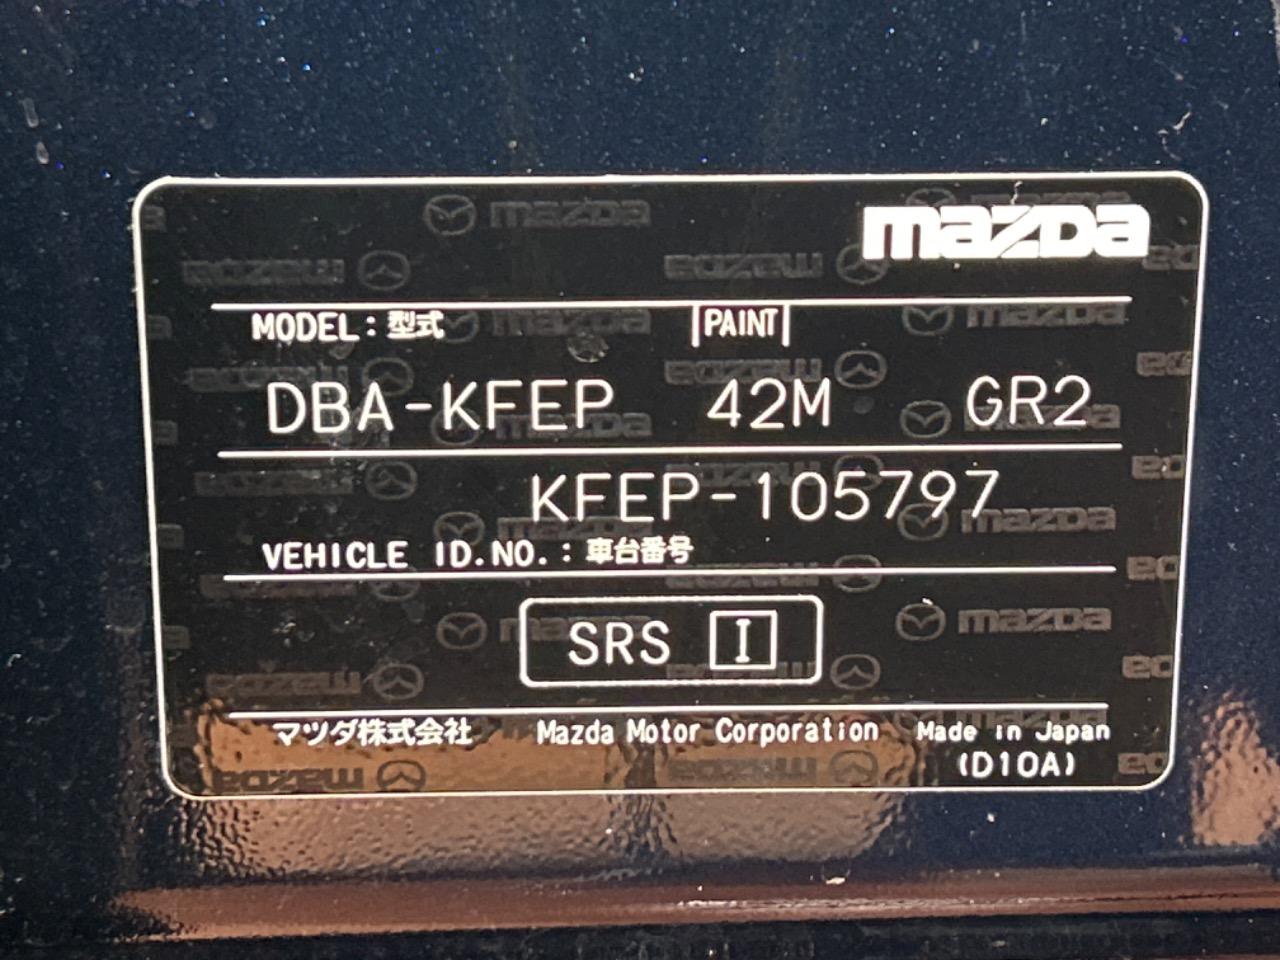 mazda
MODEL : 型式 PAINT
DBA-KFEP 42M GR2
KFEP-105797
VEHICLE ID.NO. : 車台番号
SRS I
マツダ株式会社 Mazda Motor Corporation Made in Japan
(D10A)